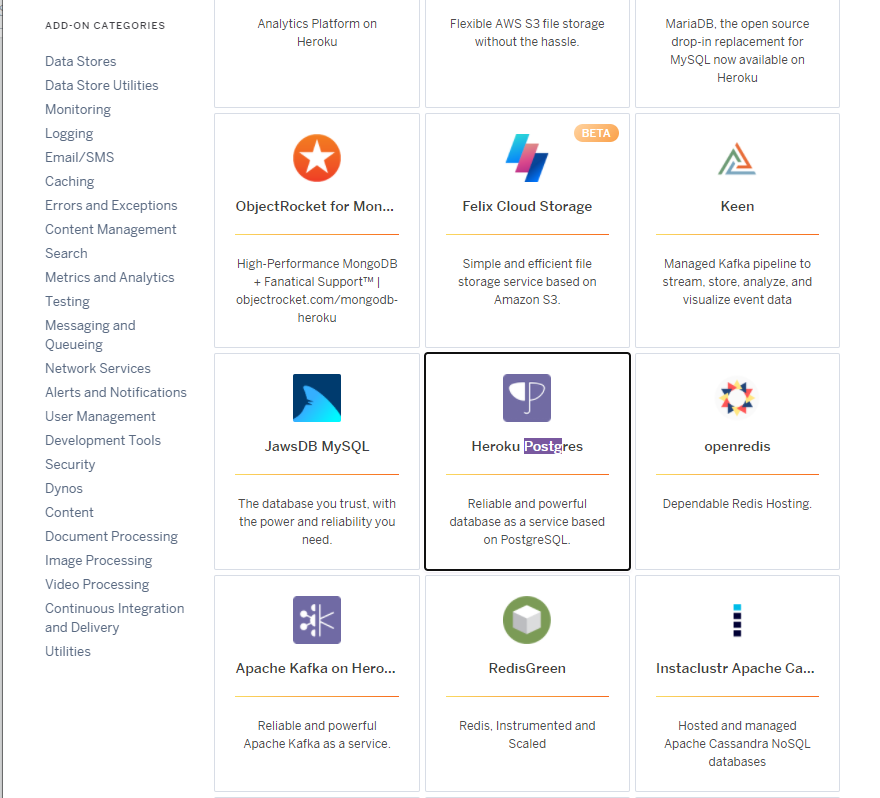 ADD-ON CATEGORIES
Data Stores
Data Store Utilities
Monitoring
Logging
Email/SMS
Caching
Errors and Exceptions
Content Management
Search
Metrics and Analytics
Testing
Messaging and
Queueing
Network Services
Alerts and Notifications
User Management
Development Tools
Security
Dynos
Content
Document Processing
Image Processing
Video Processing
Continuous Integration
and Delivery
Utilities
Analytics Platform on
Heroku
Flexible AWS S3 file storage
without the hassle.
MariaDB, the open source
drop-in replacement for
MySQL now available on
Heroku
ObjectRocket for Mon...
High-Performance MongoDB
+ Fanatical Support™ |
objectrocket.com/mongodb-
heroku
BETA
Felix Cloud Storage
Simple and efficient file
storage service based on
Amazon S3.
Keen
Managed Kafka pipeline to
stream, store, analyze, and
visualize event data
JawsDB MySQL
The database you trust, with
the power and reliability you
need.
Heroku Postgres
Reliable and powerful
database as a service based
on PostgreSQL.
openredis
Dependable Redis Hosting.
Apache Kafka on Hero...
Reliable and powerful
Apache Kafka as a service.
RedisGreen
Redis, Instrumented and
Scaled
Instaclustr Apache Ca...
Hosted and managed
Apache Cassandra NoSQL
databases